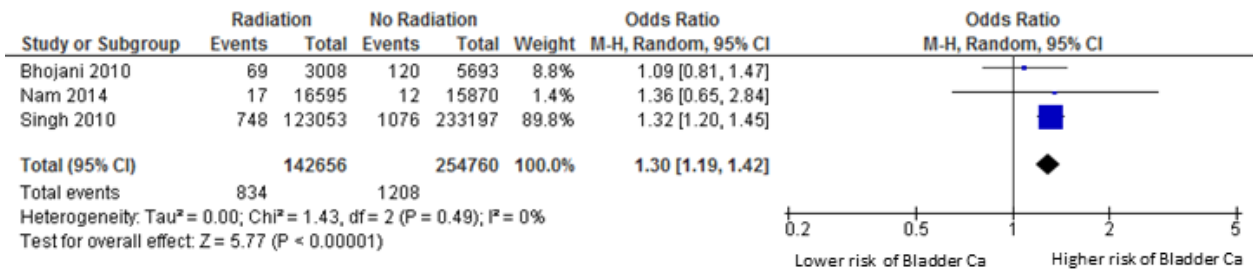 Radiation No Radiation Odds Ratio Odds Ratio
Study or Subgroup Events Total Events Total Weight M-H, Random, 95% CI M-H, Random, 95% CI
Bhojani 2010 69 3008 120 5693 8.8% 1.09 [0.81, 1.47]
Nam 2014 17 16595 12 15870 1.4% 1.36 [0.65, 2.84]
Singh 2010 748 123053 1076 233197 89.8% 1.32 [1.20, 1.45]
Total (95% CI) 142656 254760 100.0% 1.30 [1.19, 1.42]
Total events 834 1208
Heterogeneity: Tau² = 0.00; Chi² = 1.43, df = 2 (P = 0.49); I² = 0%
Test for overall effect: Z = 5.77 (P < 0.00001)
0.2 0.5 1 2 5
Lower risk of Bladder Ca Higher risk of Bladder Ca